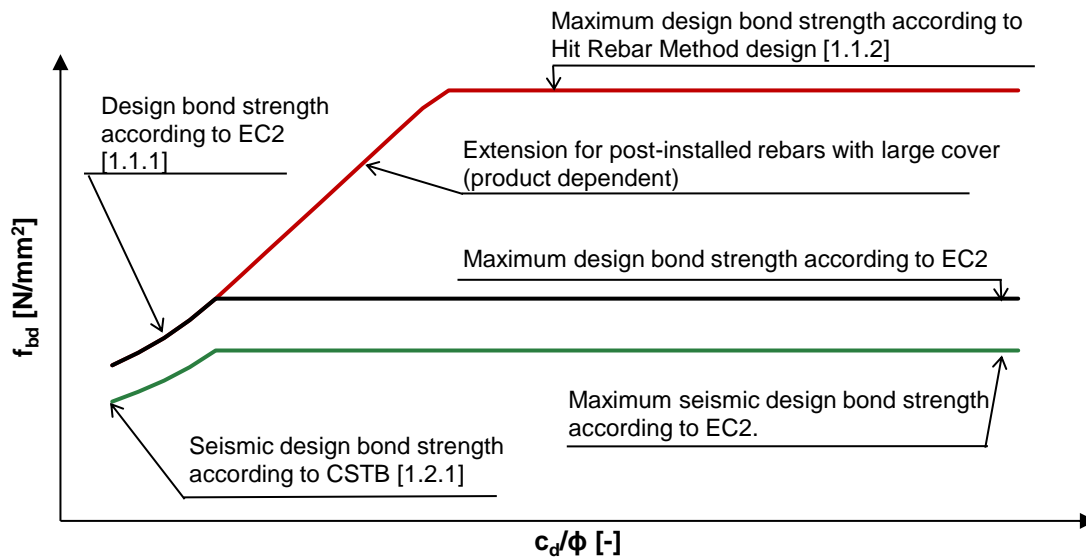 Maximum design bond strength according to
Hit Rebar Method design [1.1.2]
Design bond strength
according to EC2
[1.1.1]
Extension for post-installed rebars with large cover
(product dependent)
Maximum design bond strength according to EC2
f_bd [N/mm²]
Maximum seismic design bond strength
according to EC2.
Seismic design bond strength
according to CSTB [1.2.1]
c_d/ϕ [-]